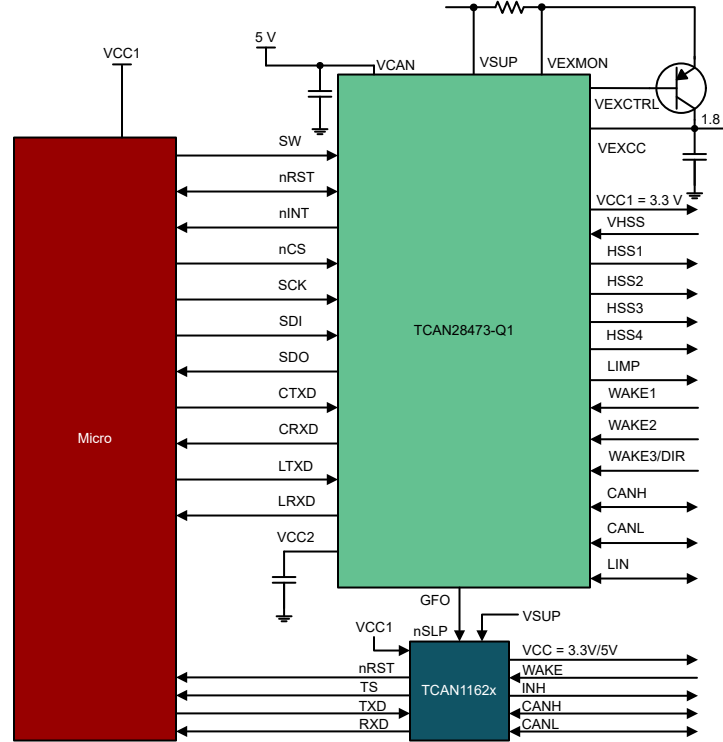 5 V
VCC1
VCAN
VSUP
VEXMON
VEXCTRL
1.8
VEXCC
SW
nRST
nINT
nCS
SCK
SDI
SDO
CTXD
CRXD
LTXD
LRXD
VCC2
Micro
TCAN28473-Q1
VCC1 = 3.3 V
VHSS
HSS1
HSS2
HSS3
HSS4
LIMP
WAKE1
WAKE2
WAKE3/DIR
CANH
CANL
LIN
GFO
nSLP
VSUP
VCC1
TCAN1162x
nRST
TS
TXD
RXD
VCC = 3.3V/5V
WAKE
INH
CANH
CANL